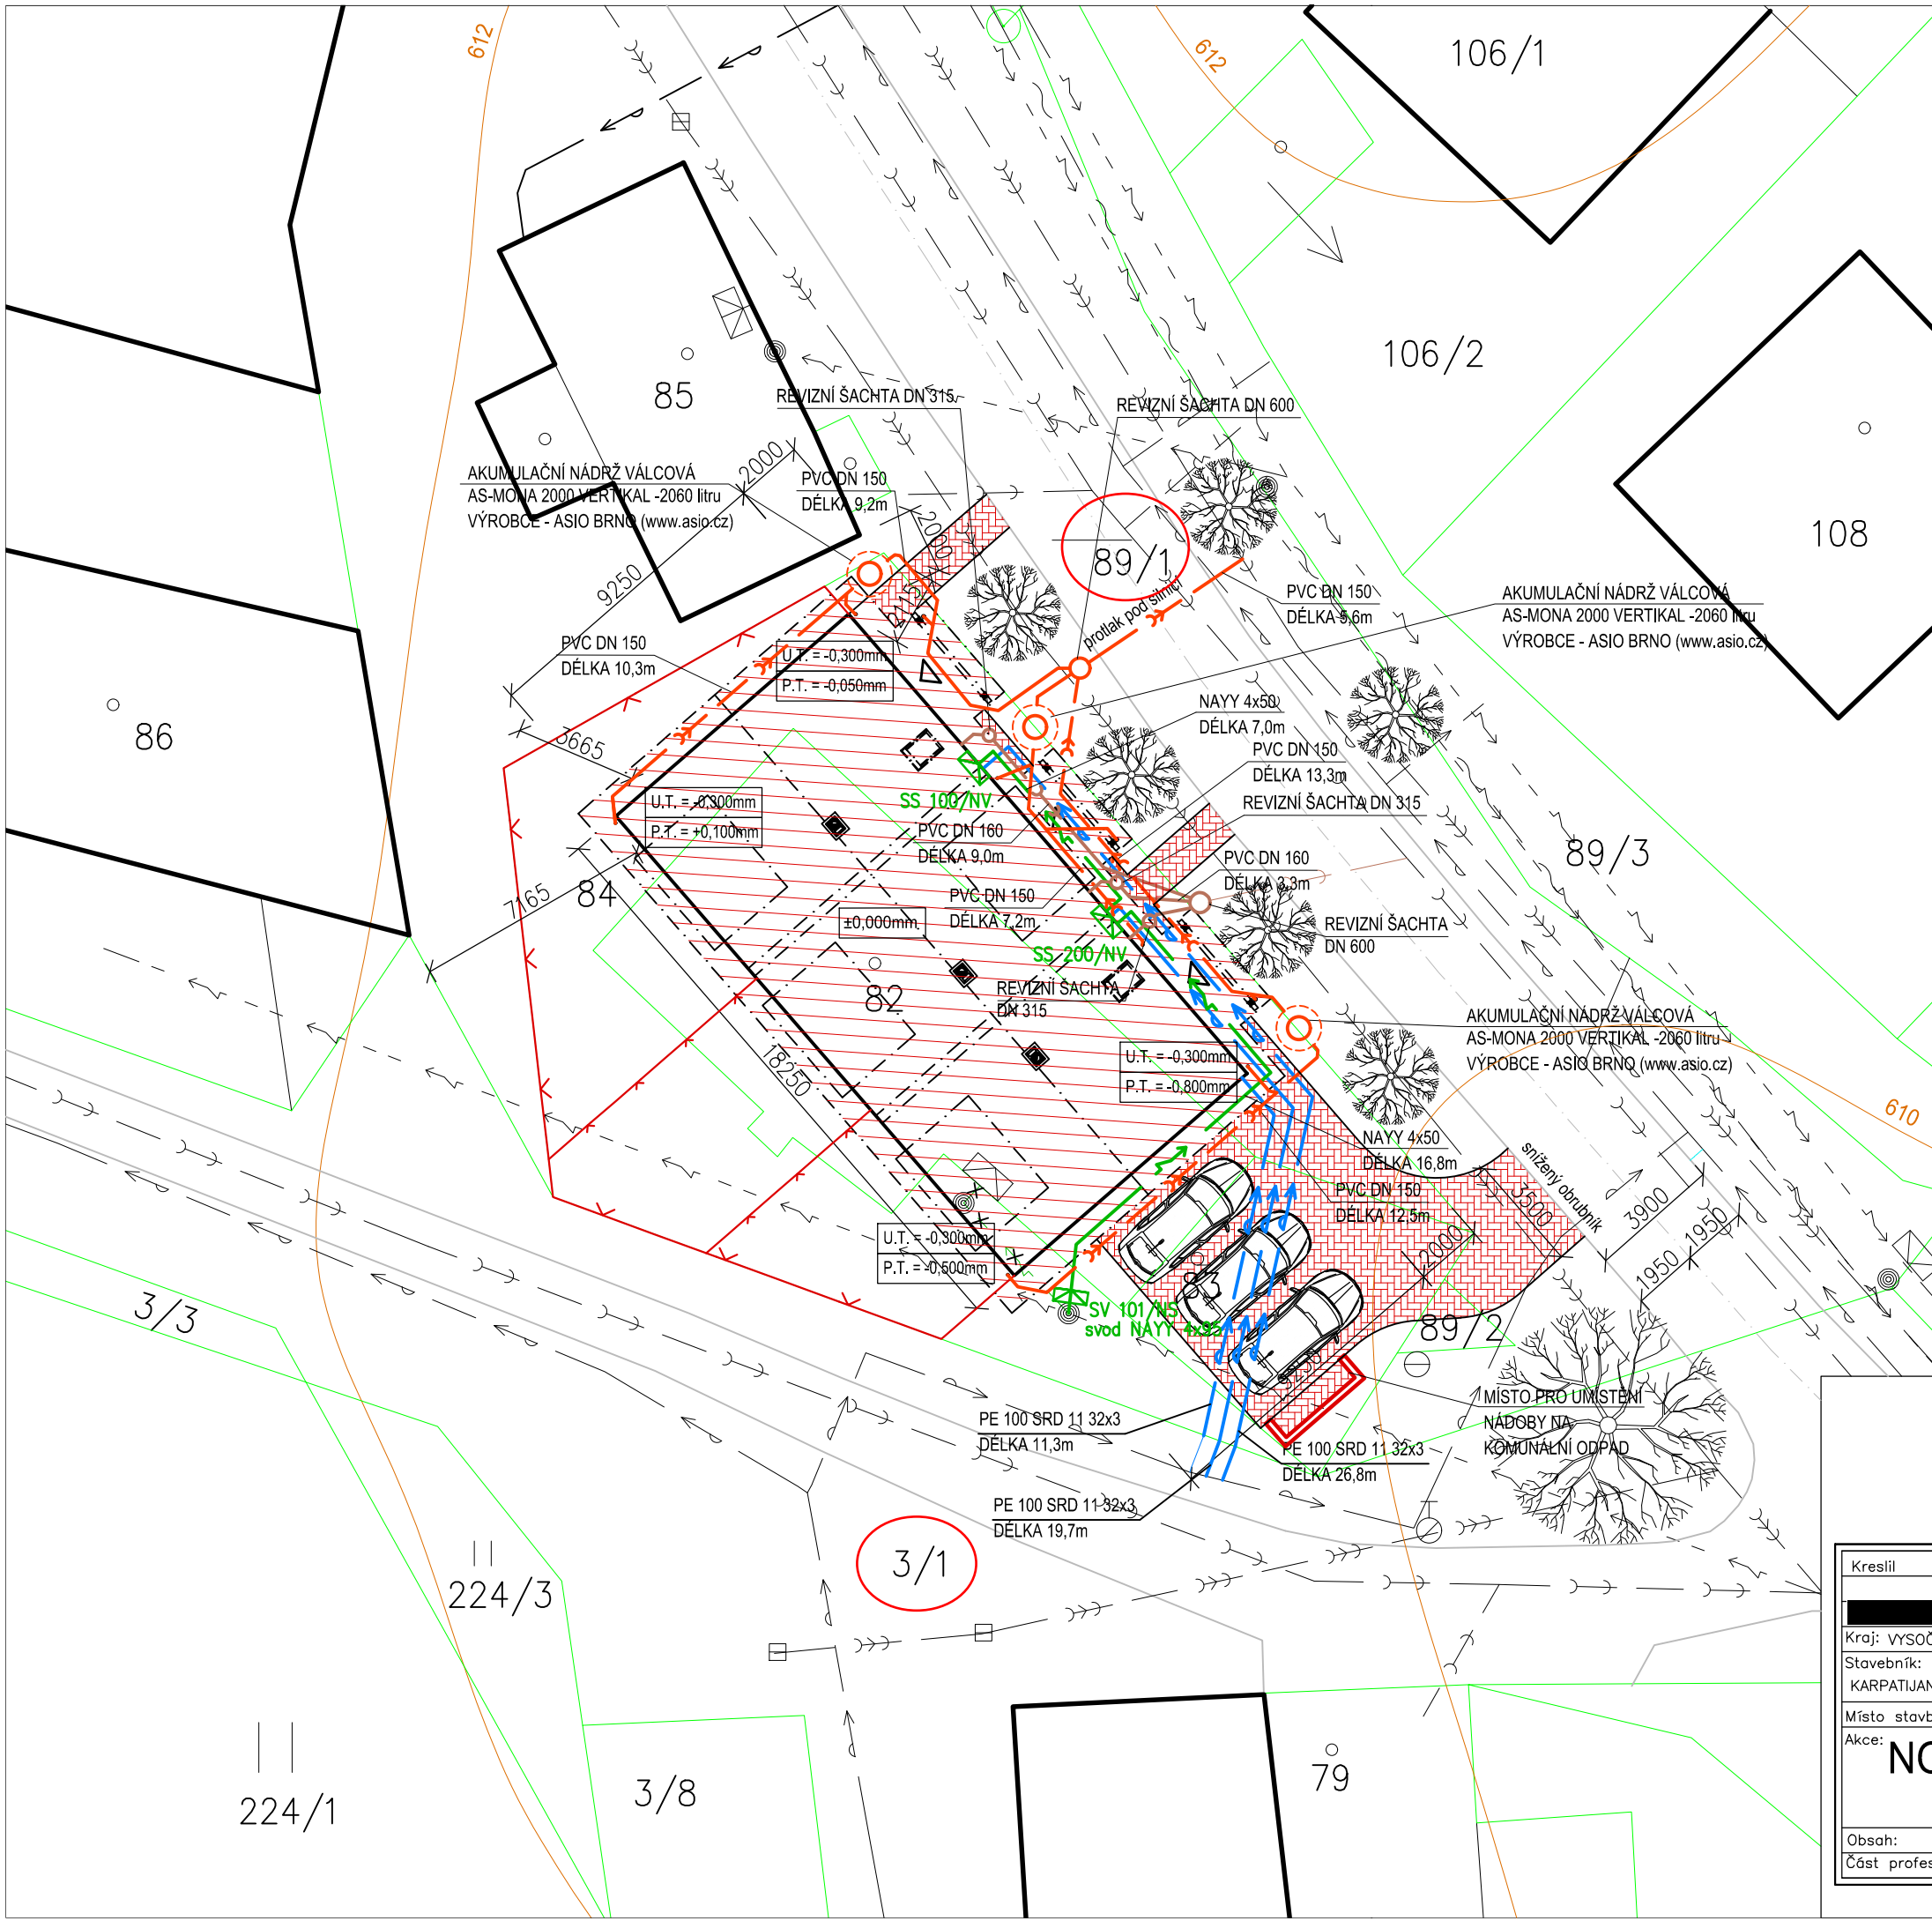 612
612
106/1
106/2
85
REVIZNÍ ŠACHTA DN 315
REVIZNÍ ŠACHTA DN 600
AKUMULAČNÍ NÁDRŽ VÁLCOVÁ
AS-MONA 2000 VERTIKAL -2060 litru
VÝROBCE - ASIO BRNO (www.asio.cz)
2000
PVC DN 150
DÉLKA 9,2m
2000
108
89/1
9250
protlak pod silnicí
PVC DN 150
DÉLKA 5,6m
AKUMULAČNÍ NÁDRŽ VÁLCOVÁ
AS-MONA 2000 VERTIKAL -2060 litru
VÝROBCE - ASIO BRNO (www.asio.cz)
PVC DN 150
DÉLKA 10,3m
U.T. = -0,300mm
P.T. = -0,050mm
86
3665
NAYY 4x50
DÉLKA 7,0m
PVC DN 150
DÉLKA 13,3m
REVIZNÍ ŠACHTA DN 315
SS 100/NV
U.T. = -0,300mm
P.T. = +0,100mm
PVC DN 160
DÉLKA 9,0m
PVC DN 160
DÉLKA 3,3m
89/3
84
7165
±0,000mm
PVC DN 150
DÉLKA 7,2m
REVIZNÍ ŠACHTA
DN 600
SS 200/NV
82
REVIZNÍ ŠACHTA
DN 315
AKUMULAČNÍ NÁDRŽ VÁLCOVÁ
AS-MONA 2000 VERTIKAL -2060 litru
VÝROBCE - ASIO BRNO (www.asio.cz)
18250
U.T. = -0,300mm
P.T. = -0,800mm
610
NAYY 4x50
DÉLKA 16,8m
PVC DN 150
DÉLKA 12,5m
snížený obrubník
3500
3900
1950
1950
2000
U.T. = -0,300mm
P.T. = -0,500mm
83
SV 101/NS
svod NAYY 4x95
3/3
89/2
MÍSTO PRO UMÍSTĚNÍ
NÁDOBY NA
KOMUNÁLNÍ ODPAD
PE 100 SRD 11 32x3
DÉLKA 11,3m
PE 100 SRD 11 32x3
DÉLKA 26,8m
PE 100 SRD 11 32x3
DÉLKA 19,7m
3/1
224/3
224/1
3/8
79
Kreslil
Kraj: VYSOČ
Stavebník:
KARPATIJAN
Místo stavb
Akce:
NO
Obsah:
Část profes